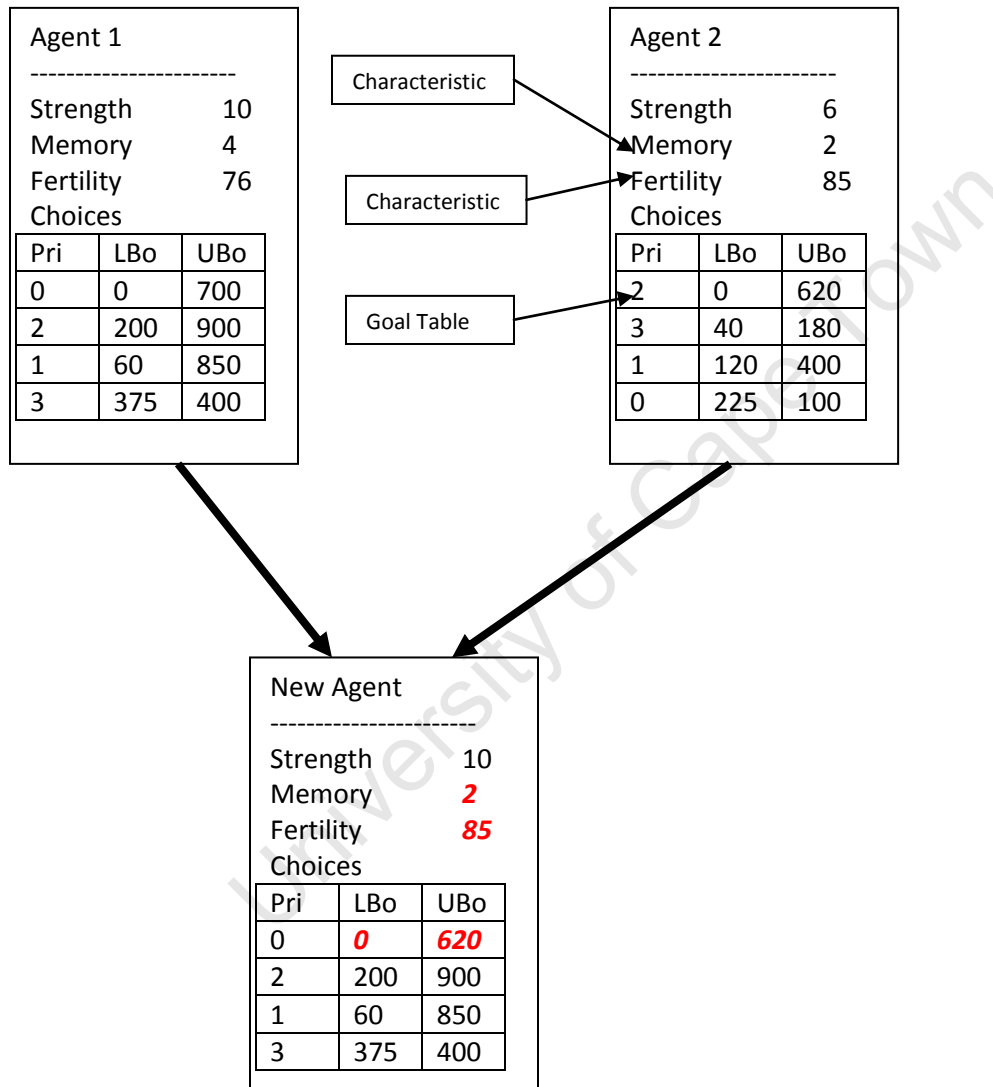 Agent 1
-----------------------
Strength 10
Memory 4
Fertility 76
Choices
Pri LBo UBo
0 0 700
2 200 900
1 60 850
3 375 400
Characteristic
Characteristic
Goal Table
Agent 2
-----------------------
Strength 6
Memory 2
Fertility 85
Choices
Pri LBo UBo
2 0 620
3 40 180
1 120 400
0 225 100
New Agent
-----------------------
Strength 10
Memory 2
Fertility 85
Choices
Pri LBo UBo
0 0 620
2 200 900
1 60 850
3 375 400
University of Cape Town